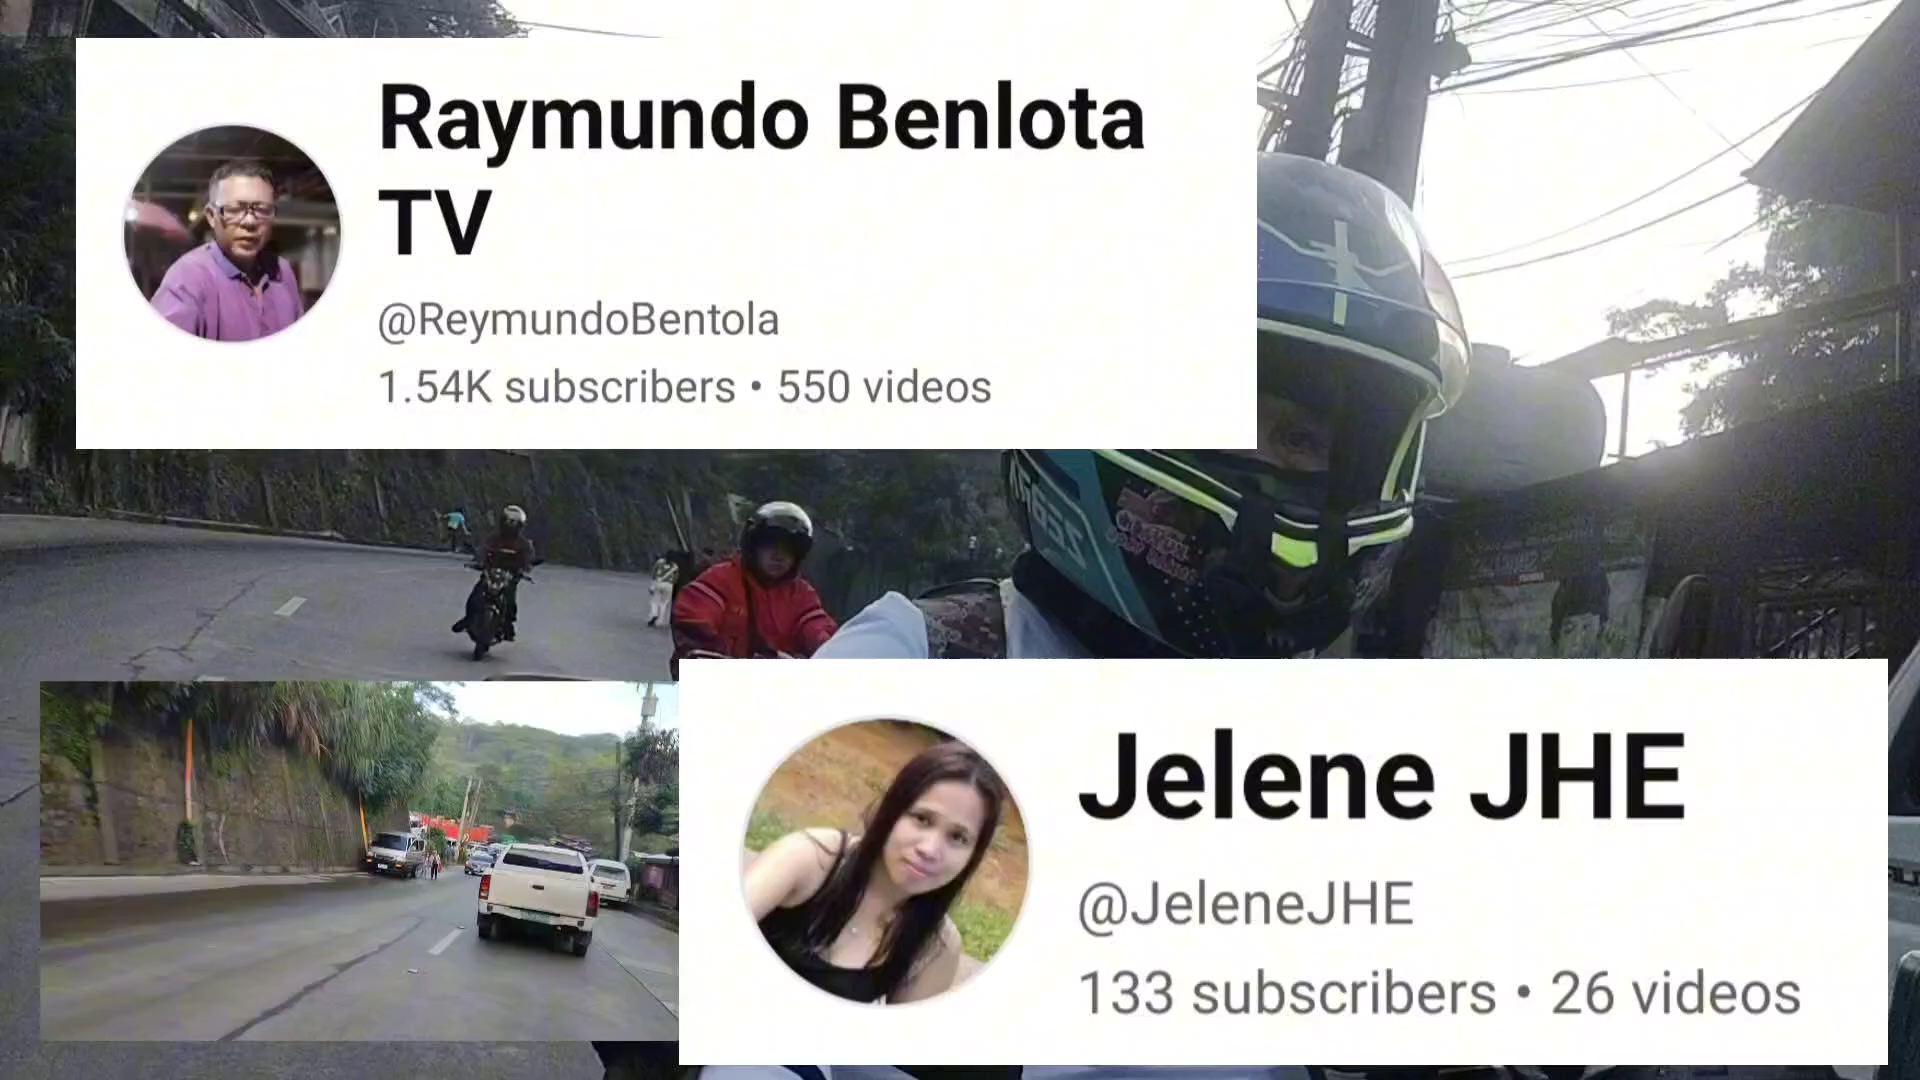 Raymundo Benlota
TV
@ReymundoBentola
1.54K subscribers • 550 videos
Jelene JHE
@JeleneJHE
133 subscribers • 26 videos